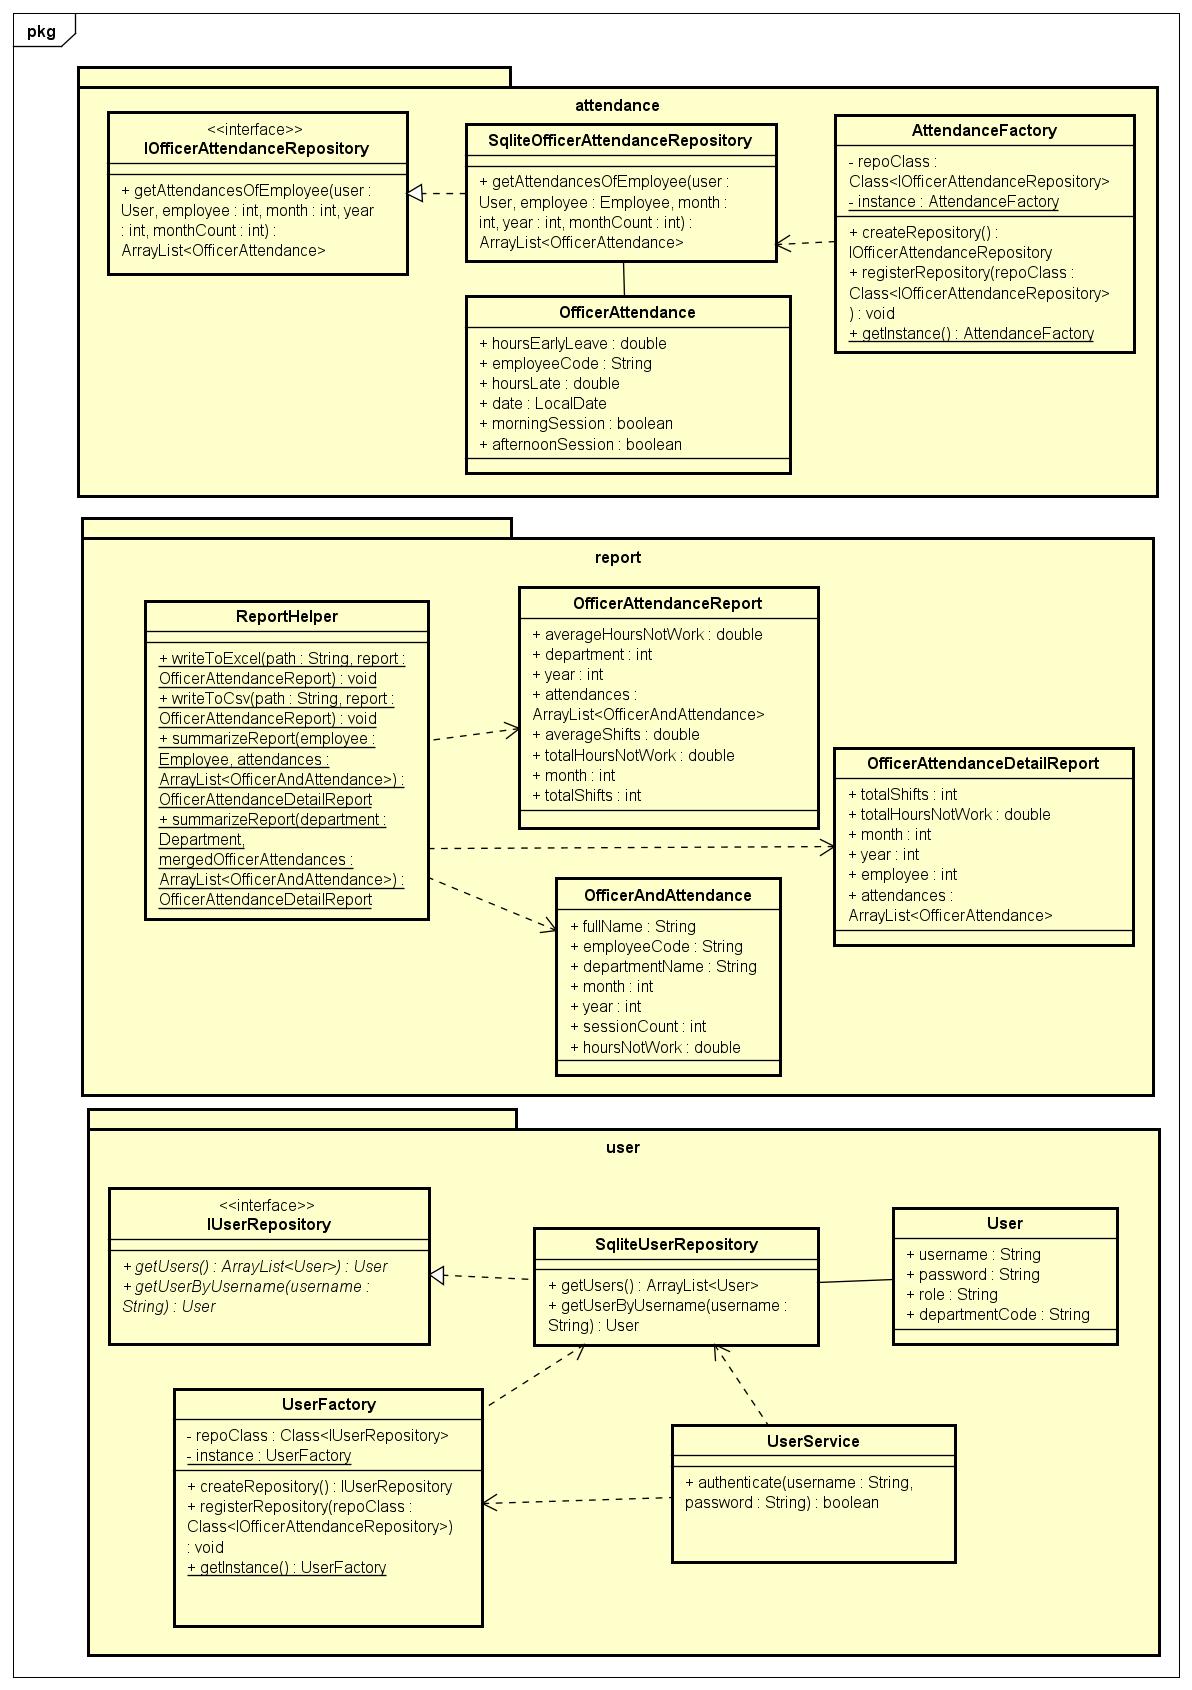 pkg
attendance
<<interface>>
IOfficerAttendanceRepository
+ getAttendancesOfEmployee(user :
User, employee : int, month : int, year
: int, monthCount : int) :
ArrayList<OfficerAttendance>
SqliteOfficerAttendanceRepository
+ getAttendancesOfEmployee(user :
User, employee : Employee, month :
int, year : int, monthCount : int) :
ArrayList<OfficerAttendance>
AttendanceFactory
- repoClass :
Class<IOfficerAttendanceRepository>
- instance : AttendanceFactory
+ createRepository() :
IOfficerAttendanceRepository
+ registerRepository(repoClass :
Class<IOfficerAttendanceRepository>
) : void
+ getInstance() : AttendanceFactory
OfficerAttendance
+ hoursEarlyLeave : double
+ employeeCode : String
+ hoursLate : double
+ date : LocalDate
+ morningSession : boolean
+ afternoonSession : boolean
report
ReportHelper
+ writeToExcel(path : String, report :
OfficerAttendanceReport) : void
+ writeToCsv(path : String, report :
OfficerAttendanceReport) : void
+ summarizeReport(employee :
Employee, attendances :
ArrayList<OfficerAndAttendance>) :
OfficerAttendanceDetailReport
+ summarizeReport(department :
Department,
mergedOfficerAttendances :
ArrayList<OfficerAndAttendance>) :
OfficerAttendanceDetailReport
OfficerAttendanceReport
+ averageHoursNotWork : double
+ department : int
+ year : int
+ attendances :
ArrayList<OfficerAndAttendance>
+ averageShifts : double
+ totalHoursNotWork : double
+ month : int
+ totalShifts : int
OfficerAttendanceDetailReport
+ totalShifts : int
+ totalHoursNotWork : double
+ month : int
+ year : int
+ employee : int
+ attendances :
ArrayList<OfficerAttendance>
OfficerAndAttendance
+ fullName : String
+ employeeCode : String
+ departmentName : String
+ month : int
+ year : int
+ sessionCount : int
+ hoursNotWork : double
user
<<interface>>
IUserRepository
+ getUsers() : ArrayList<User>) : User
+ getUserByUsername(username :
String) : User
SqliteUserRepository
+ getUsers() : ArrayList<User>
+ getUserByUsername(username :
String) : User
User
+ username : String
+ password : String
+ role : String
+ departmentCode : String
UserFactory
- repoClass : Class<IUserRepository>
- instance : UserFactory
+ createRepository() : IUserRepository
+ registerRepository(repoClass :
Class<IOfficerAttendanceRepository>)
: void
+ getInstance() : UserFactory
UserService
+ authenticate(username : String,
password : String) : boolean